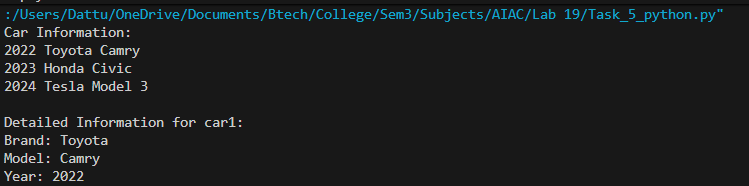 :/Users/Dattu/OneDrive/Documents/Btech/College/Sem3/Subjects/AIAC/Lab 19/Task_5_python.py"
Car Information:
2022 Toyota Camry
2023 Honda Civic
2024 Tesla Model 3
Detailed Information for car1:
Brand: Toyota
Model: Camry
Year: 2022